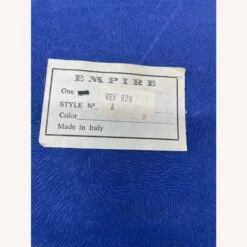 EMPIRE
One
REF 829
STYLE Nº A
Color
Made in Italy